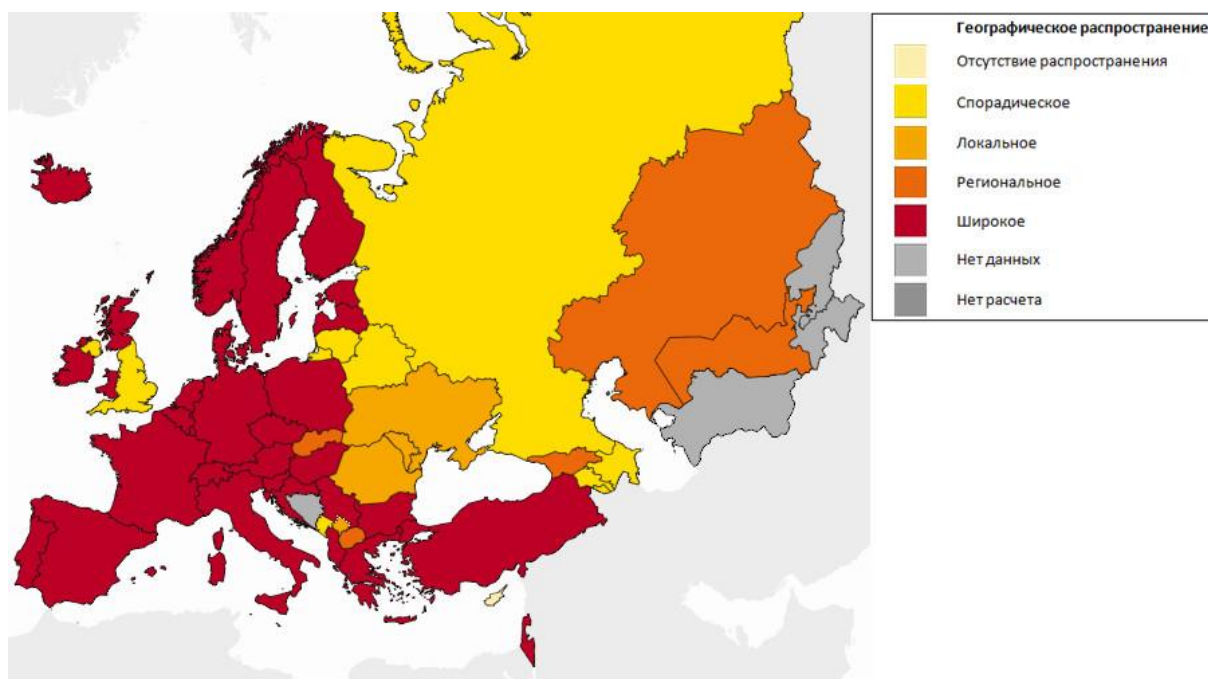 Географическое распространение
Отсутствие распространения
Спорадическое
Локальное
Региональное
Широкое
Нет данных
Нет расчета